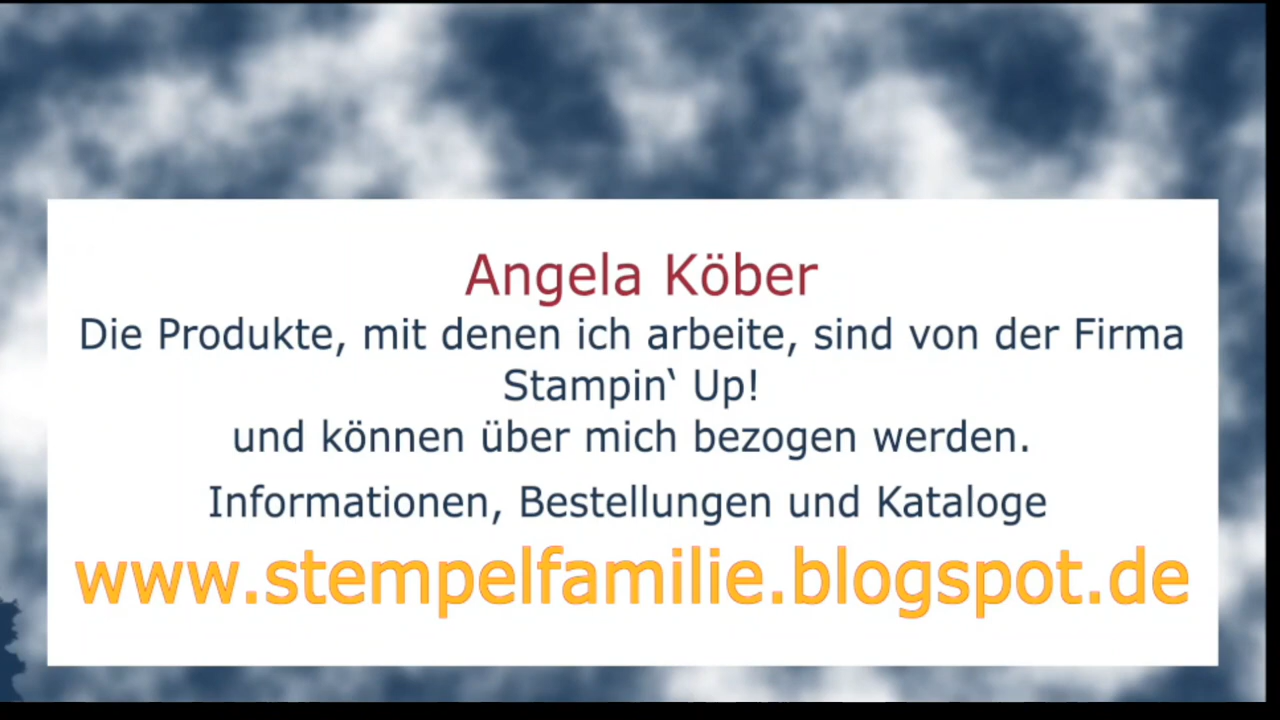 Angela Köber
Die Produkte, mit denen ich arbeite, sind von der Firma
Stampin‘ Up!
und können über mich bezogen werden.
Informationen, Bestellungen und Kataloge
www.stempelfamilie.blogspot.de